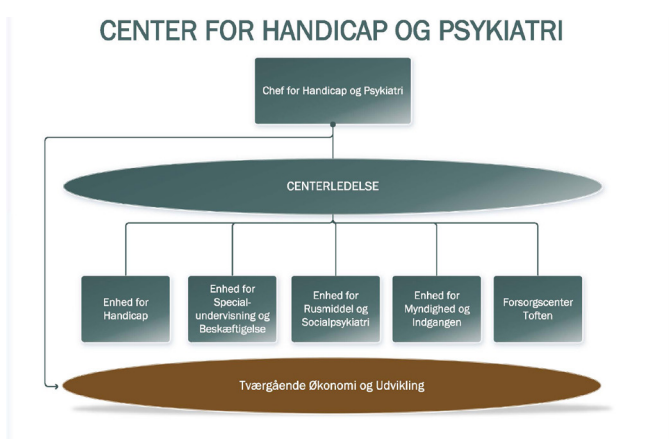 CENTER FOR HANDICAP OG PSYKIATRI
Chef for Handicap og Psykiatri
CENTERLEDELSE
Enhed for
Handicap
Enhed for
Special-
undervisning og
Beskæftigelse
Enhed for
Rusmiddel og
Socialpsykiatri
Enhed for
Myndighed og
Indgangen
Forsorgscenter
Toften
Tværgående Økonomi og Udvikling